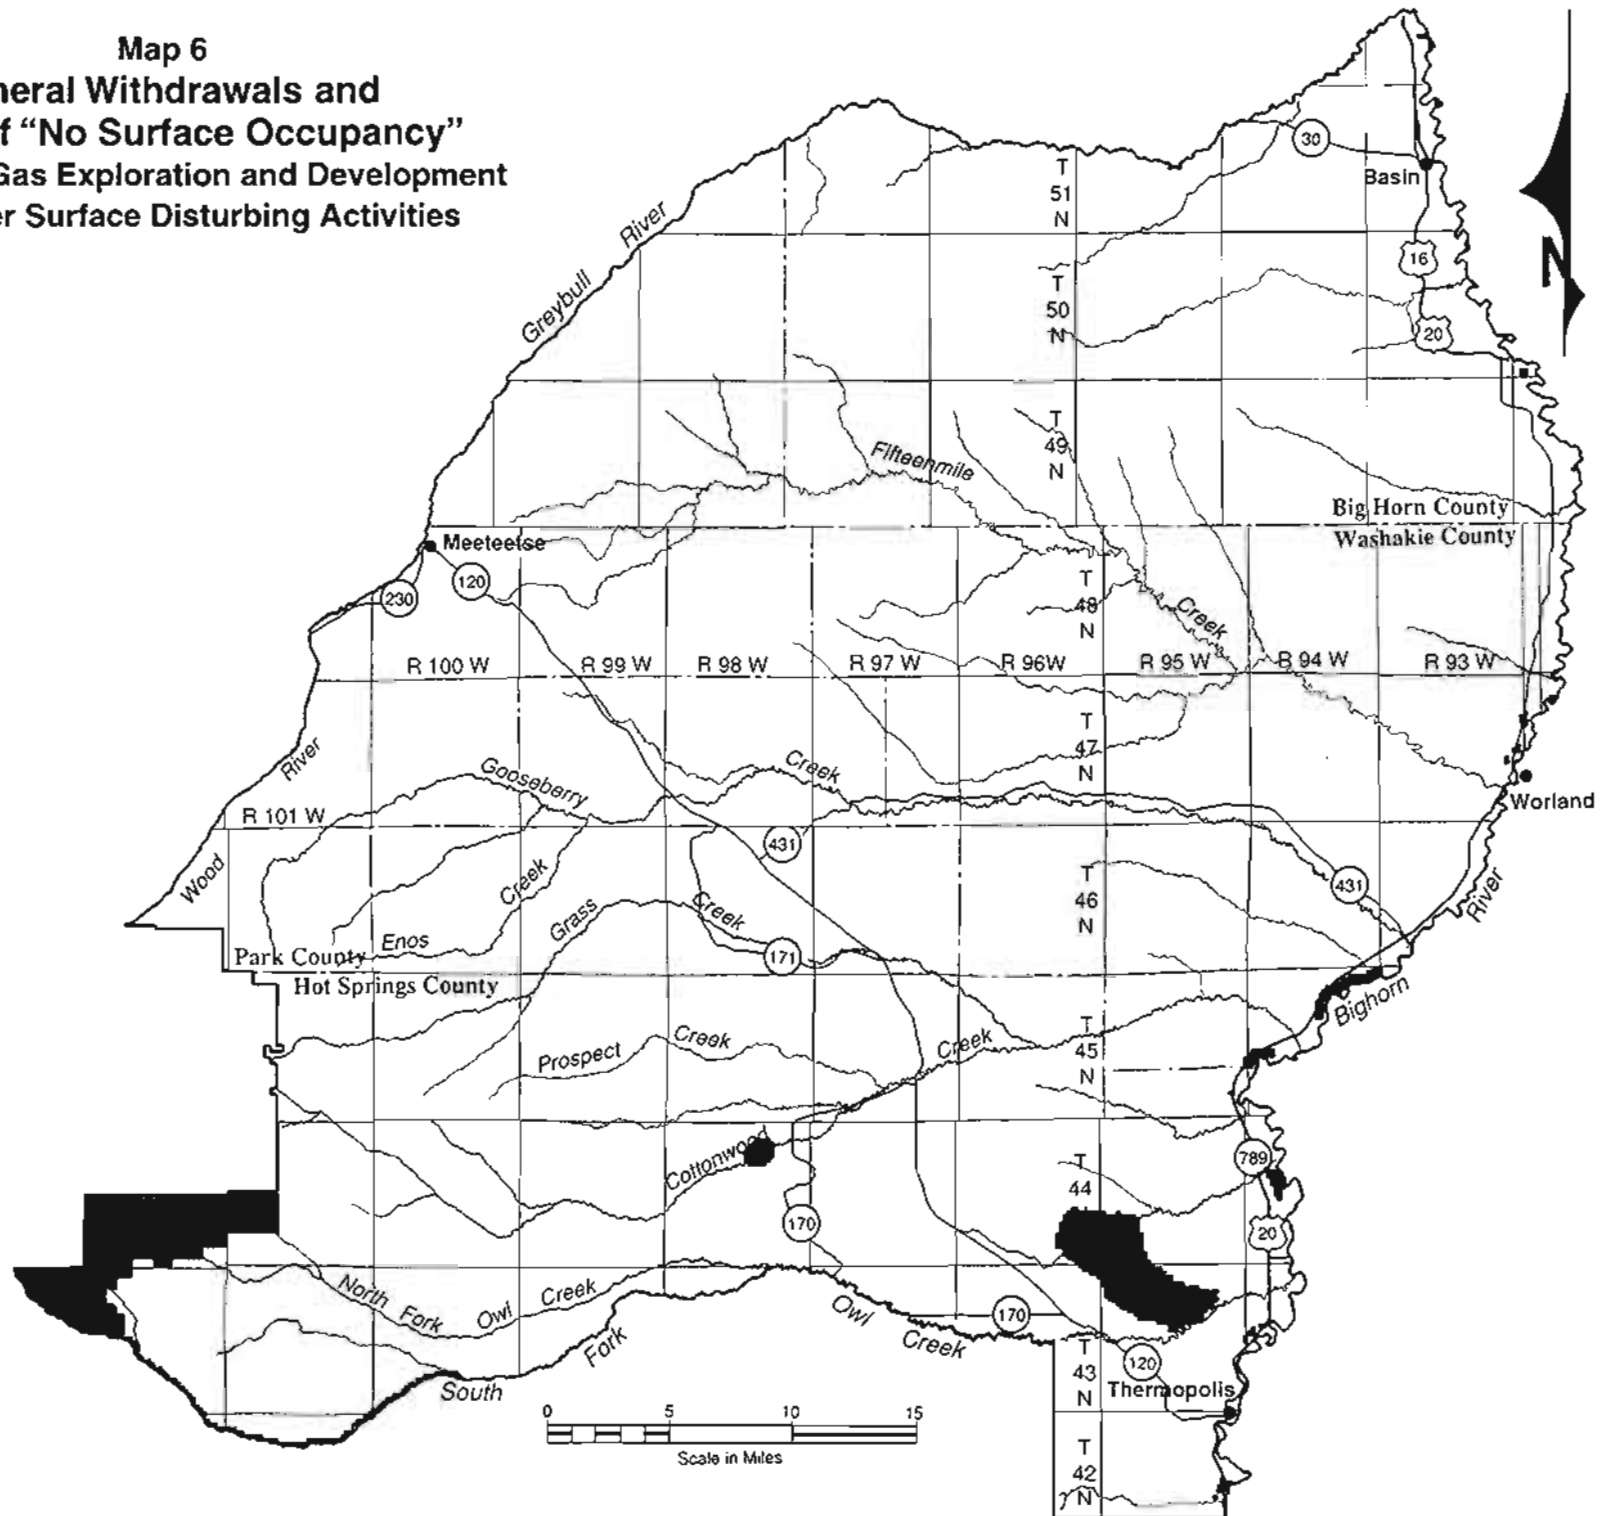 Map 6
neral Withdrawals and
f “No Surface Occupancy”
Gas Exploration and Development
er Surface Disturbing Activities
30
Basin
T
51
N
Greybull River
16
N
T
50
N
20
T
49
N
Fifteenmile
Big Horn County
Washakie County
Meeteetse
120
230
T
48
N
Creek
R 100 W
R 99 W
R 98 W
R 97 W
R 96W
R 95 W
R 94 W
R 93 W
T
47
N
River
Gooseberry
Creek
Worland
R 101 W
431
Wood
Creek
T
46
N
431
River
Grass
Creek
Enos
171
Park County
Hot Springs County
Bighorn
Prospect
Creek
Creek
T
45
N
Cottonwood
789
T
44
170
20
North Fork
Owl Creek
Owl
Creek
170
Fork
South
T
43
N
120
Thermopolis
0 5 10 15
Scale in Miles
T
42
N